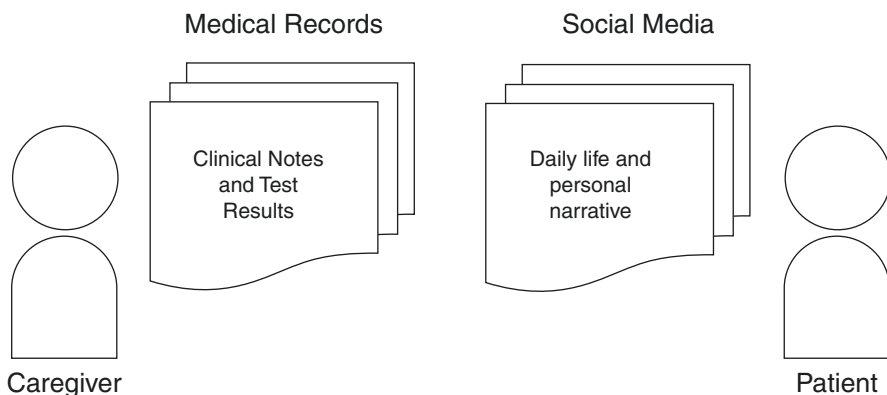 Medical Records
Social Media
Clinical Notes
and Test
Results
Daily life and
personal
narrative
Caregiver
Patient